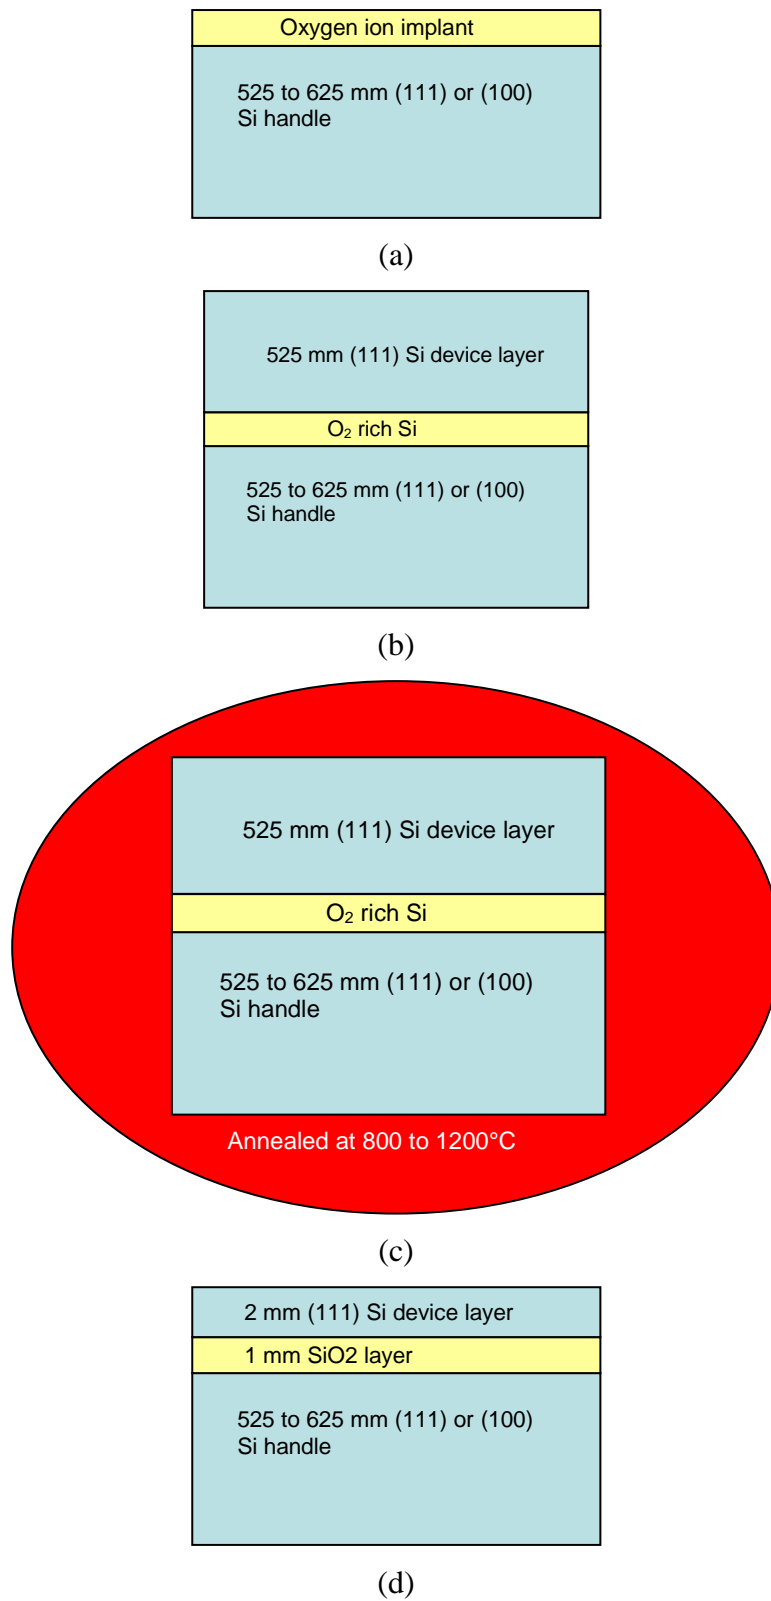 Oxygen ion implant
525 to 625 mm (111) or (100)
Si handle
(a)
525 mm (111) Si device layer
O₂ rich Si
525 to 625 mm (111) or (100)
Si handle
(b)
525 mm (111) Si device layer
O₂ rich Si
525 to 625 mm (111) or (100)
Si handle
Annealed at 800 to 1200°C
(c)
2 mm (111) Si device layer
1 mm SiO2 layer
525 to 625 mm (111) or (100)
Si handle
(d)